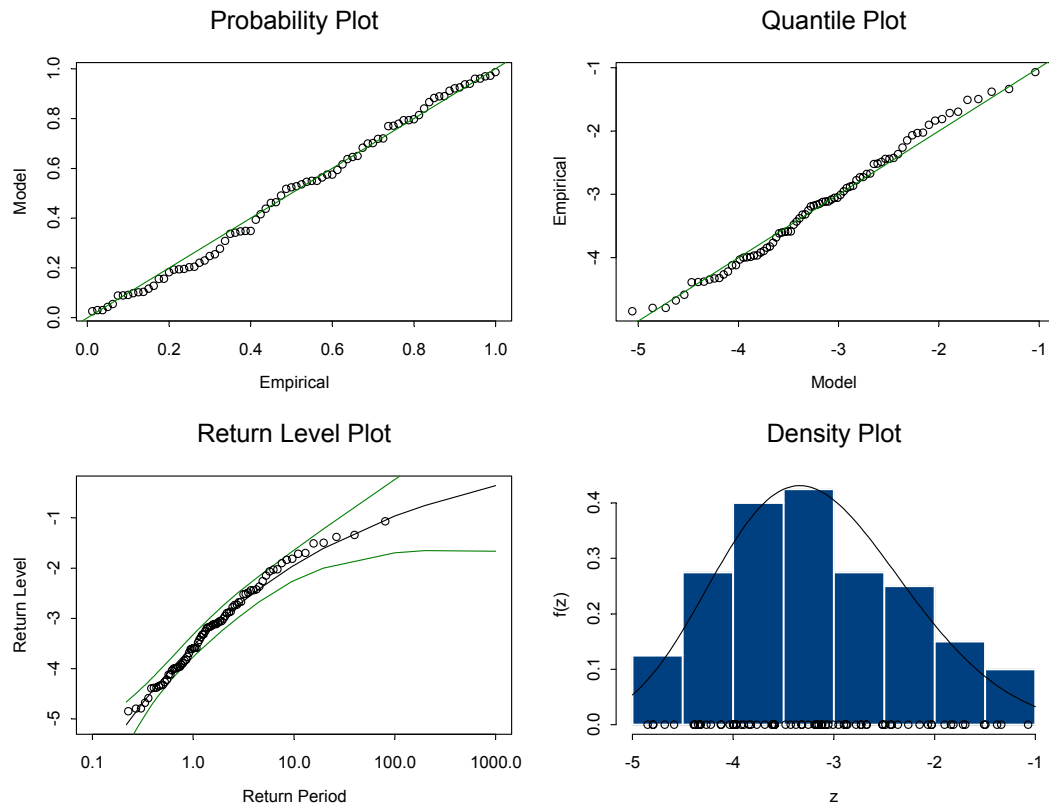 Probability Plot
Model
0.0 0.2 0.4 0.6 0.8 1.0
0.0 0.2 0.4 0.6 0.8 1.0
Empirical
Quantile Plot
Empirical
-4 -3 -2 -1
-5 -4 -3 -2 -1
Model
Return Level Plot
Return Level
-5 -4 -3 -2 -1
0.1 1.0 10.0 100.0 1000.0
Return Period
Density Plot
f(z)
0.0 0.1 0.2 0.3 0.4
-5 -4 -3 -2 -1
z